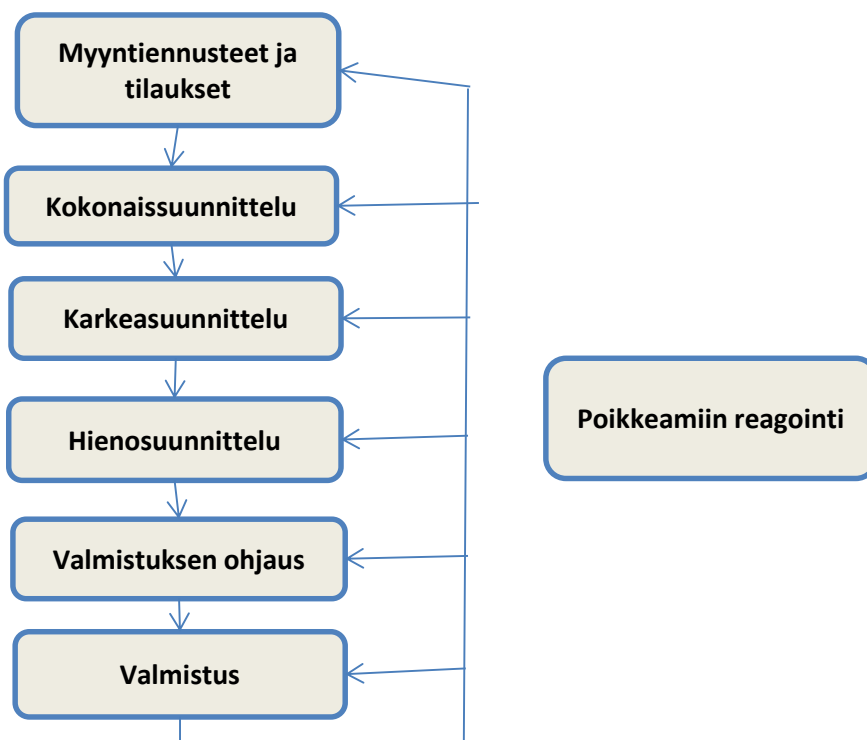 Myyntiennusteet ja
tilaukset
Kokonaissuunnittelu
Karkeasuunnittelu
Hienosuunnittelu
Poikkeamiin reagointi
Valmistuksen ohjaus
Valmistus